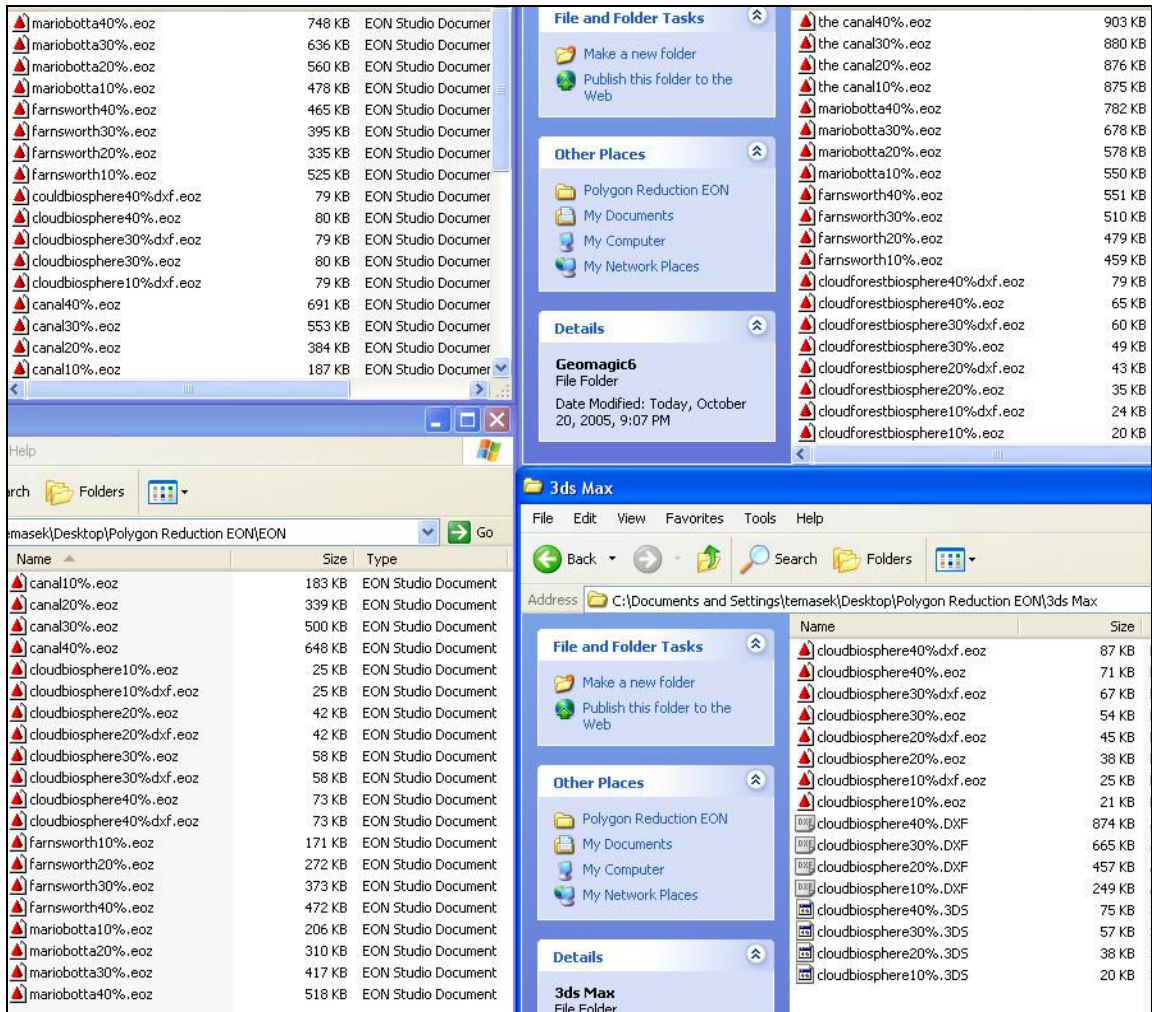 mariobotta40%.eoz 748 KB EON Studio Documer
mariobotta30%.eoz 636 KB EON Studio Documer
mariobotta20%.eoz 560 KB EON Studio Documer
mariobotta10%.eoz 478 KB EON Studio Documer
farnsworth40%.eoz 465 KB EON Studio Documer
farnsworth30%.eoz 395 KB EON Studio Documer
farnsworth20%.eoz 335 KB EON Studio Documer
farnsworth10%.eoz 525 KB EON Studio Documer
couldbiosphere40%dxf.eoz 79 KB EON Studio Documer
cloudbiosphere40%.eoz 80 KB EON Studio Documer
cloudbiosphere30%dxf.eoz 79 KB EON Studio Documer
cloudbiosphere30%.eoz 80 KB EON Studio Documer
cloudbiosphere10%dxf.eoz 79 KB EON Studio Documer
canal40%.eoz 691 KB EON Studio Documer
canal30%.eoz 553 KB EON Studio Documer
canal20%.eoz 384 KB EON Studio Documer
canal10%.eoz 187 KB EON Studio Documer
File and Folder Tasks
Make a new folder
Publish this folder to the
Web
Other Places
Polygon Reduction EON
My Documents
My Computer
My Network Places
Details
Geomagic6
File Folder
Date Modified: Today, October
20, 2005, 9:07 PM
the canal40%.eoz 903 KB
the canal30%.eoz 880 KB
the canal20%.eoz 876 KB
the canal10%.eoz 875 KB
mariobotta40%.eoz 782 KB
mariobotta30%.eoz 678 KB
mariobotta20%.eoz 578 KB
mariobotta10%.eoz 550 KB
farnsworth40%.eoz 551 KB
farnsworth30%.eoz 510 KB
farnsworth20%.eoz 479 KB
farnsworth10%.eoz 459 KB
cloudforestbiosphere40%dxf.eoz 79 KB
cloudforestbiosphere40%.eoz 65 KB
cloudforestbiosphere30%dxf.eoz 60 KB
cloudforestbiosphere30%.eoz 49 KB
cloudforestbiosphere20%dxf.eoz 43 KB
cloudforestbiosphere20%.eoz 35 KB
cloudforestbiosphere10%dxf.eoz 24 KB
cloudforestbiosphere10%.eoz 20 KB
Help
arch Folders
emasek\Desktop\Polygon Reduction EON\EON Go
Name Size Type
canal10%.eoz 183 KB EON Studio Document
canal20%.eoz 339 KB EON Studio Document
canal30%.eoz 500 KB EON Studio Document
canal40%.eoz 648 KB EON Studio Document
cloudbiosphere10%.eoz 25 KB EON Studio Document
cloudbiosphere10%dxf.eoz 25 KB EON Studio Document
cloudbiosphere20%.eoz 42 KB EON Studio Document
cloudbiosphere20%dxf.eoz 42 KB EON Studio Document
cloudbiosphere30%.eoz 58 KB EON Studio Document
cloudbiosphere30%dxf.eoz 58 KB EON Studio Document
cloudbiosphere40%.eoz 73 KB EON Studio Document
cloudbiosphere40%dxf.eoz 73 KB EON Studio Document
farnsworth10%.eoz 171 KB EON Studio Document
farnsworth20%.eoz 272 KB EON Studio Document
farnsworth30%.eoz 373 KB EON Studio Document
farnsworth40%.eoz 472 KB EON Studio Document
mariobotta10%.eoz 206 KB EON Studio Document
mariobotta20%.eoz 310 KB EON Studio Document
mariobotta30%.eoz 417 KB EON Studio Document
mariobotta40%.eoz 518 KB EON Studio Document
3ds Max
File Edit View Favorites Tools Help
Back Search Folders
Address C:\Documents and Settings\temasek\Desktop\Polygon Reduction EON\3ds Max
File and Folder Tasks
Make a new folder
Publish this folder to the
Web
Other Places
Polygon Reduction EON
My Documents
My Computer
My Network Places
Details
3ds Max
File Folder
Name Size
cloudbiosphere40%dxf.eoz 87 KB
cloudbiosphere40%.eoz 71 KB
cloudbiosphere30%dxf.eoz 67 KB
cloudbiosphere30%.eoz 54 KB
cloudbiosphere20%dxf.eoz 45 KB
cloudbiosphere20%.eoz 38 KB
cloudbiosphere10%dxf.eoz 25 KB
cloudbiosphere10%.eoz 21 KB
cloudbiosphere40%.DXF 874 KB
cloudbiosphere30%.DXF 665 KB
cloudbiosphere20%.DXF 457 KB
cloudbiosphere10%.DXF 249 KB
cloudbiosphere40%.3DS 75 KB
cloudbiosphere30%.3DS 57 KB
cloudbiosphere20%.3DS 38 KB
cloudbiosphere10%.3DS 20 KB